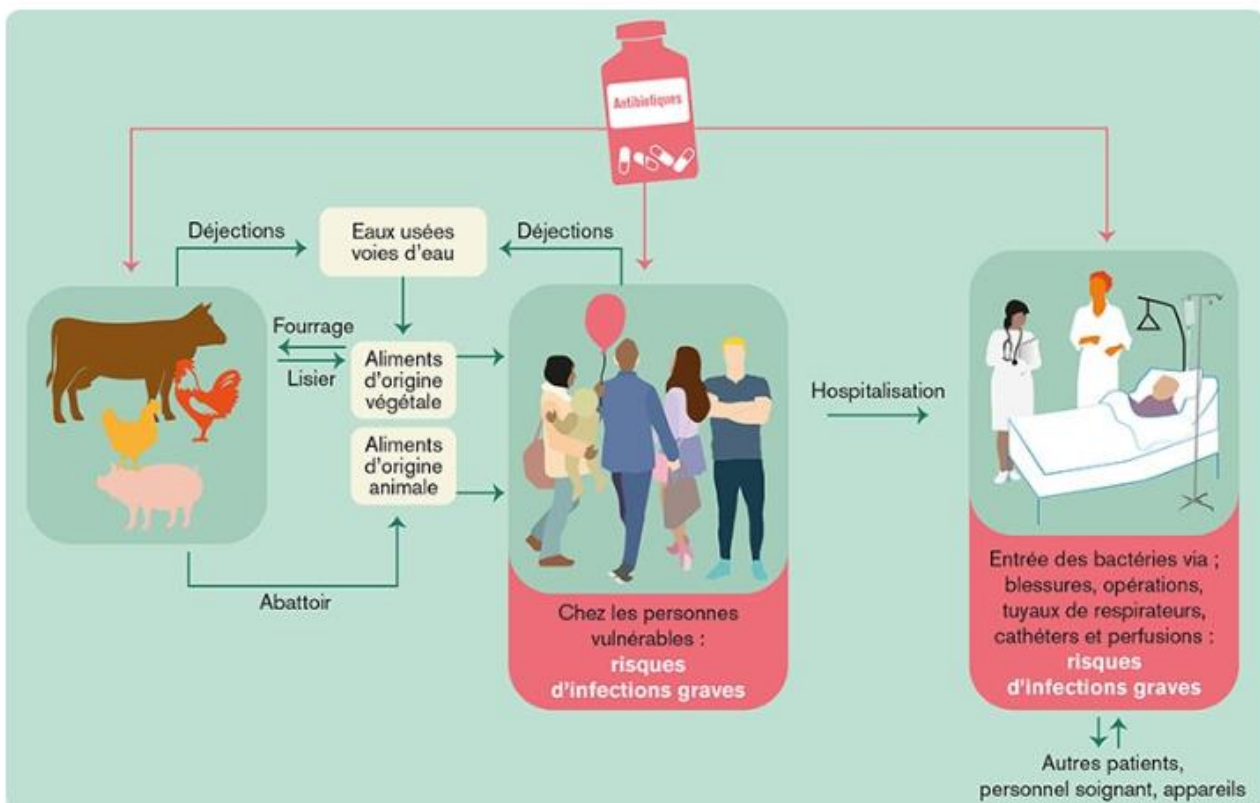 Antibiotiques
Déjections
Eaux usées
voies d'eau
Déjections
Fourrage
Lisier
Aliments
d'origine
végétale
Aliments
d'origine
animale
Abattoir
Chez les personnes
vulnérables :
risques
d'infections graves
Hospitalisation
Entrée des bactéries via ;
blessures, opérations,
tuyaux de respirateurs,
cathéters et perfusions :
risques
d'infections graves
Autres patients,
personnel soignant, appareils